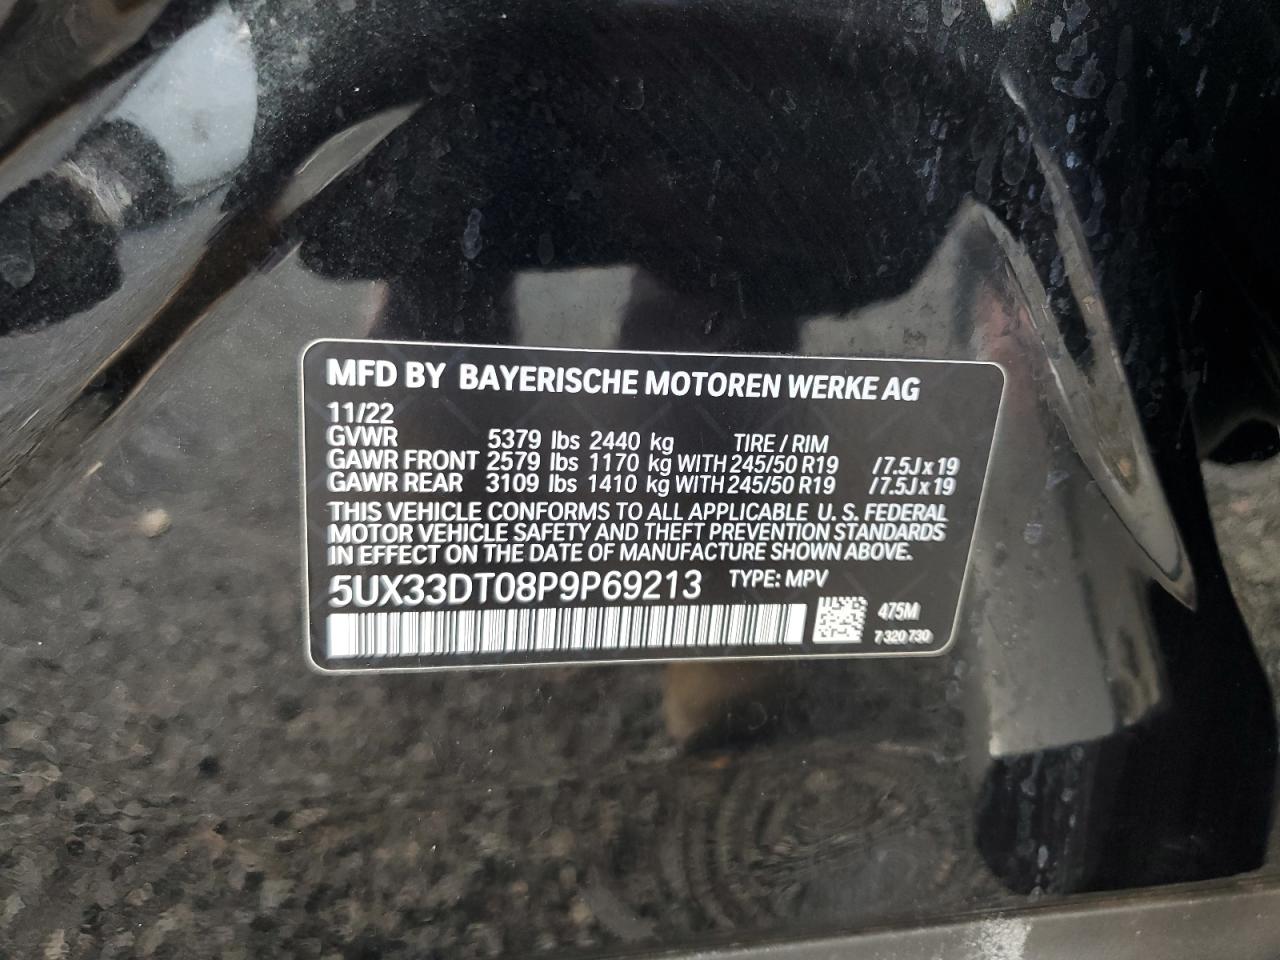 MFD BY BAYERISCHE MOTOREN WERKE AG
11/22
GVWR 5379 lbs 2440 kg TIRE / RIM
GAWR FRONT 2579 lbs 1170 kg WITH 245/50 R19 /7.5J x 19
GAWR REAR 3109 lbs 1410 kg WITH 245/50 R19 /7.5J x 19
THIS VEHICLE CONFORMS TO ALL APPLICABLE U. S. FEDERAL
MOTOR VEHICLE SAFETY AND THEFT PREVENTION STANDARDS
IN EFFECT ON THE DATE OF MANUFACTURE SHOWN ABOVE.
5UX33DT08P9P69213 TYPE: MPV
475M
7 320 730